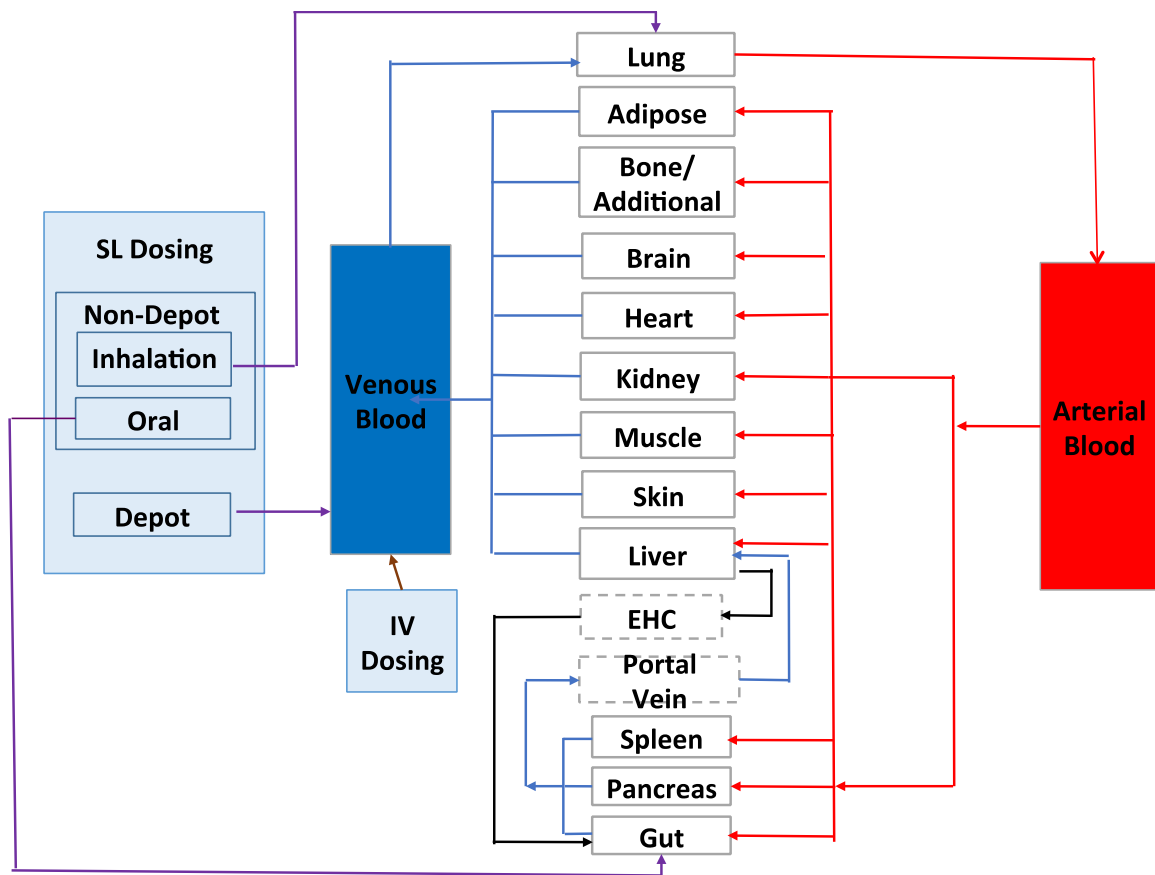 SL Dosing
Non-Depot
Inhalation
Oral
Depot
Venous
Blood
IV
Dosing
Lung
Adipose
Bone/
Additional
Brain
Heart
Kidney
Muscle
Skin
Liver
EHC
Portal
Vein
Spleen
Pancreas
Gut
Arterial
Blood